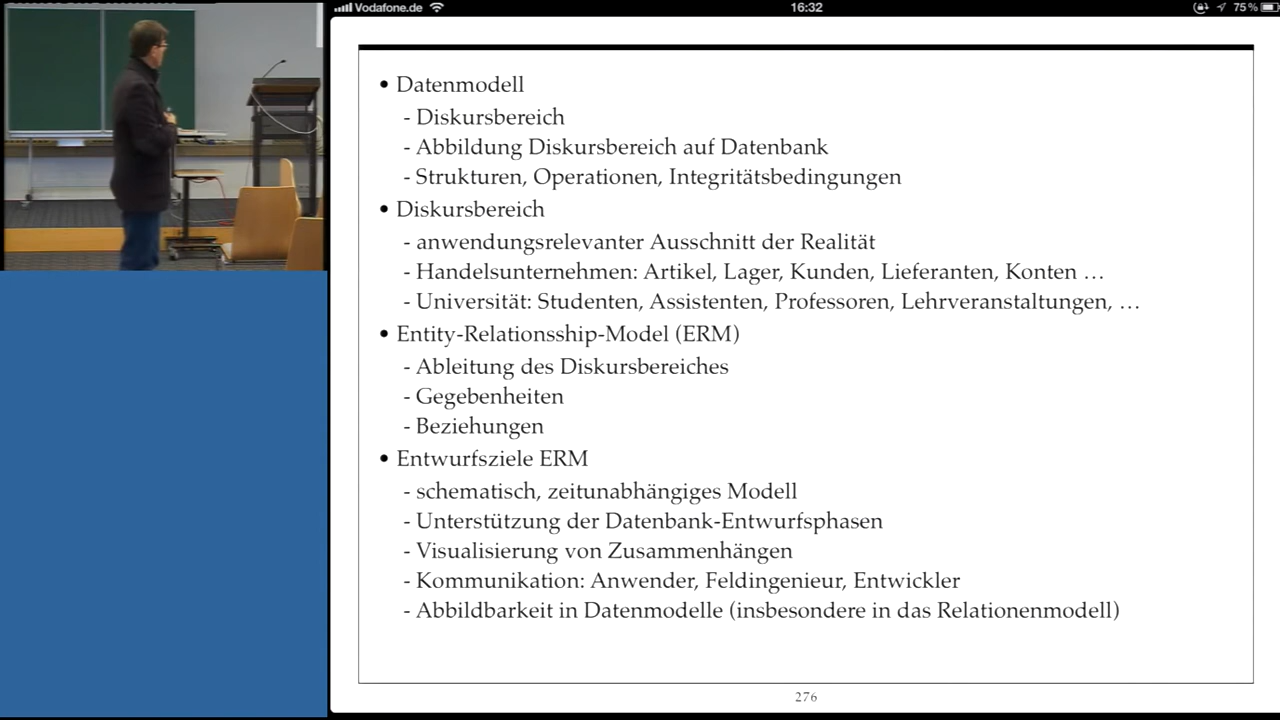 Vodafone.de
16:32
75%
• Datenmodell
- Diskursbereich
- Abbildung Diskursbereich auf Datenbank
- Strukturen, Operationen, Integritätsbedingungen
• Diskursbereich
- anwendungsrelevanter Ausschnitt der Realität
- Handelsunternehmen: Artikel, Lager, Kunden, Lieferanten, Konten …
- Universität: Studenten, Assistenten, Professoren, Lehrveranstaltungen, …
• Entity-Relationsship-Model (ERM)
- Ableitung des Diskursbereiches
- Gegebenheiten
- Beziehungen
• Entwurfsziele ERM
- schematisch, zeitunabhängiges Modell
- Unterstützung der Datenbank-Entwurfsphasen
- Visualisierung von Zusammenhängen
- Kommunikation: Anwender, Feldingenieur, Entwickler
- Abbildbarkeit in Datenmodelle (insbesondere in das Relationenmodell)
276